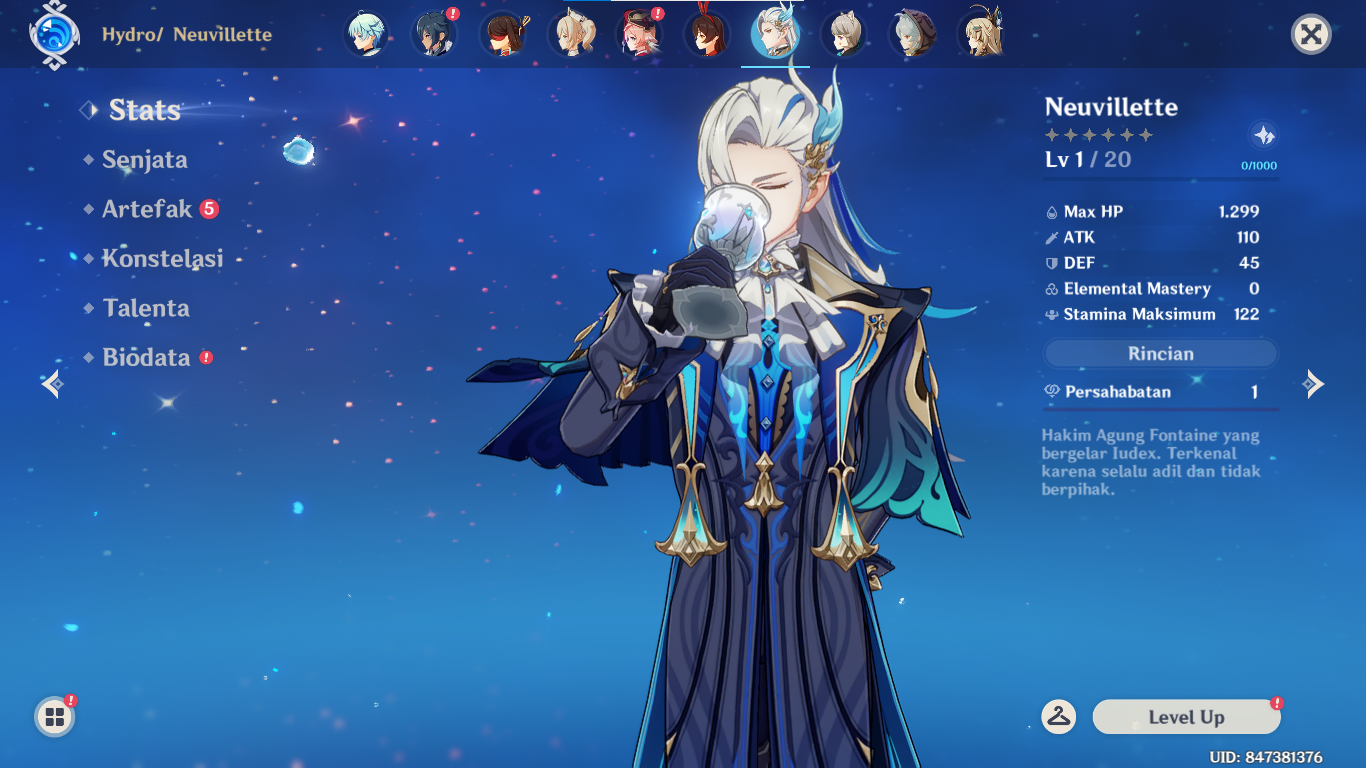 Hydro/ Neuvillette
Stats
Senjata
Artefak 5
Konstelasi
Talenta
Biodata !
Neuvillette
Lv 1 / 20
0/1000
Max HP 1.299
ATK 110
DEF 45
Elemental Mastery 0
Stamina Maksimum 122
Rincian
Persahabatan 1
Hakim Agung Fontaine yang
bergelar Iudex. Terkenal
karena selalu adil dan tidak
berpihak.
Level Up
UID: 847381376